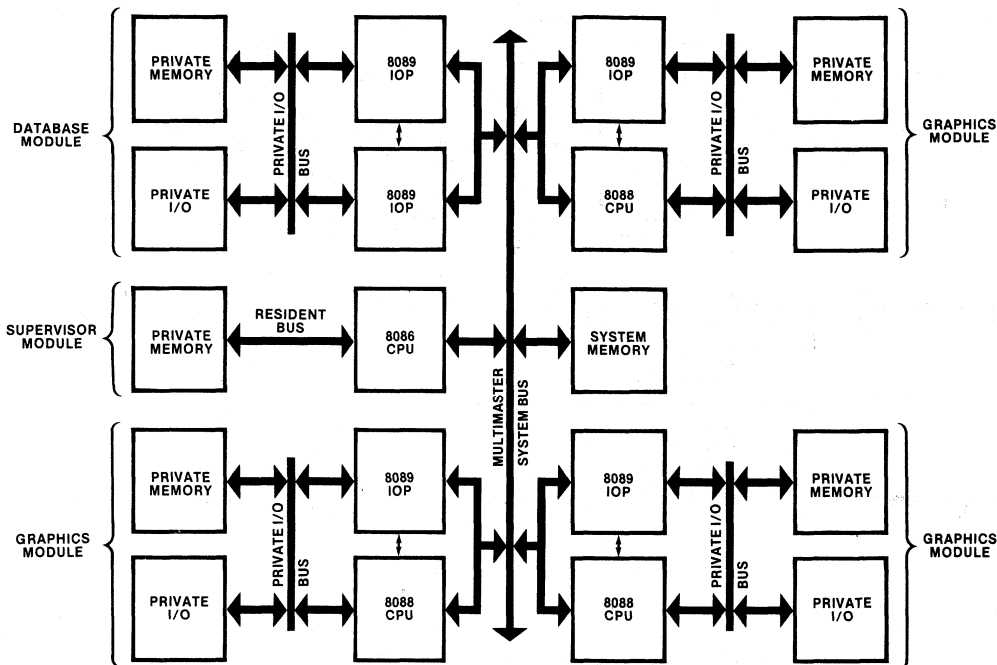 DATABASE
MODULE
PRIVATE
MEMORY
PRIVATE I/O
BUS
8089
IOP
PRIVATE
I/O
8089
IOP
8089
IOP
PRIVATE I/O
BUS
PRIVATE
MEMORY
8088
CPU
PRIVATE
I/O
GRAPHICS
MODULE
SUPERVISOR
MODULE
PRIVATE
MEMORY
RESIDENT
BUS
8086
CPU
MULTIMASTER
SYSTEM BUS
SYSTEM
MEMORY
GRAPHICS
MODULE
PRIVATE
MEMORY
PRIVATE I/O
BUS
8089
IOP
PRIVATE
I/O
8088
CPU
8089
IOP
PRIVATE I/O
BUS
PRIVATE
MEMORY
8088
CPU
PRIVATE
I/O
GRAPHICS
MODULE